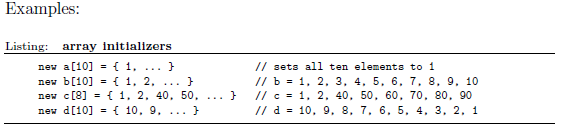 Examples:
Listing: array initializers
new a[10] = { 1, ... } // sets all ten elements to 1
new b[10] = { 1, 2, ... } // b = 1, 2, 3, 4, 5, 6, 7, 8, 9, 10
new c[8] = { 1, 2, 40, 50, ... } // c = 1, 2, 40, 50, 60, 70, 80, 90
new d[10] = { 10, 9, ... } // d = 10, 9, 8, 7, 6, 5, 4, 3, 2, 1